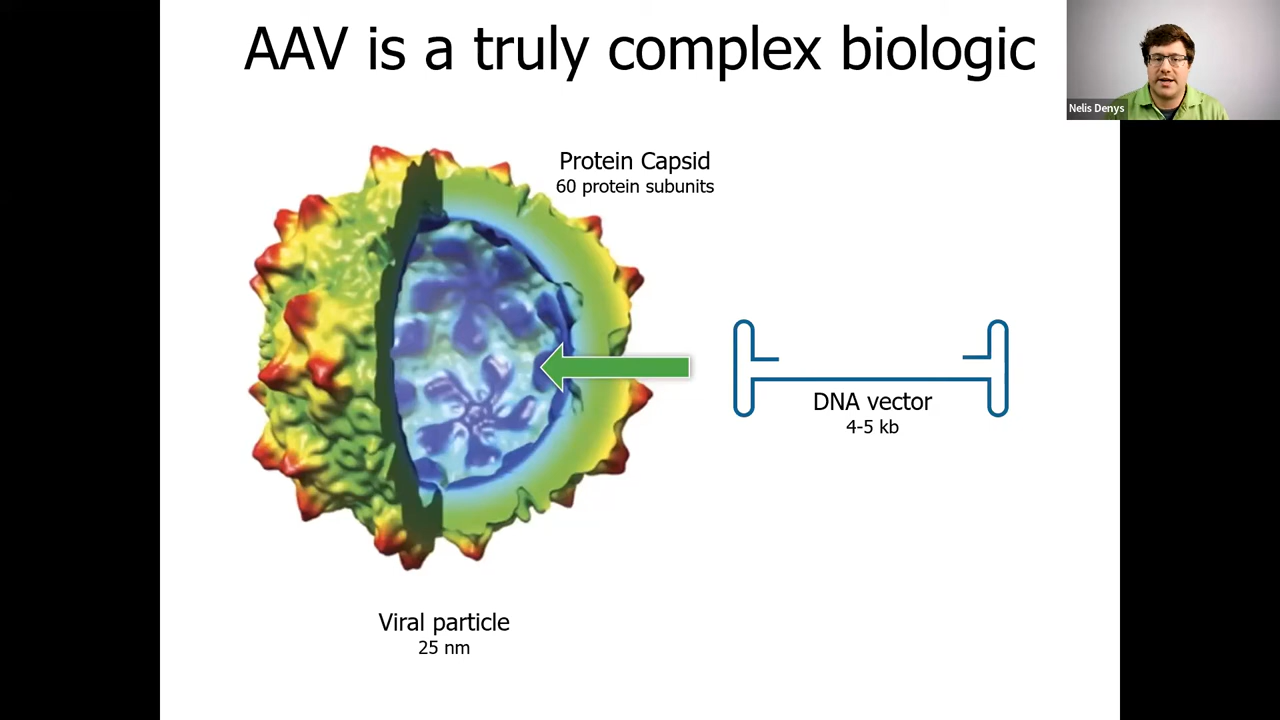 AAV is a truly complex biologic
Nelis Denys
Protein Capsid
60 protein subunits
DNA vector
4-5 kb
Viral particle
25 nm